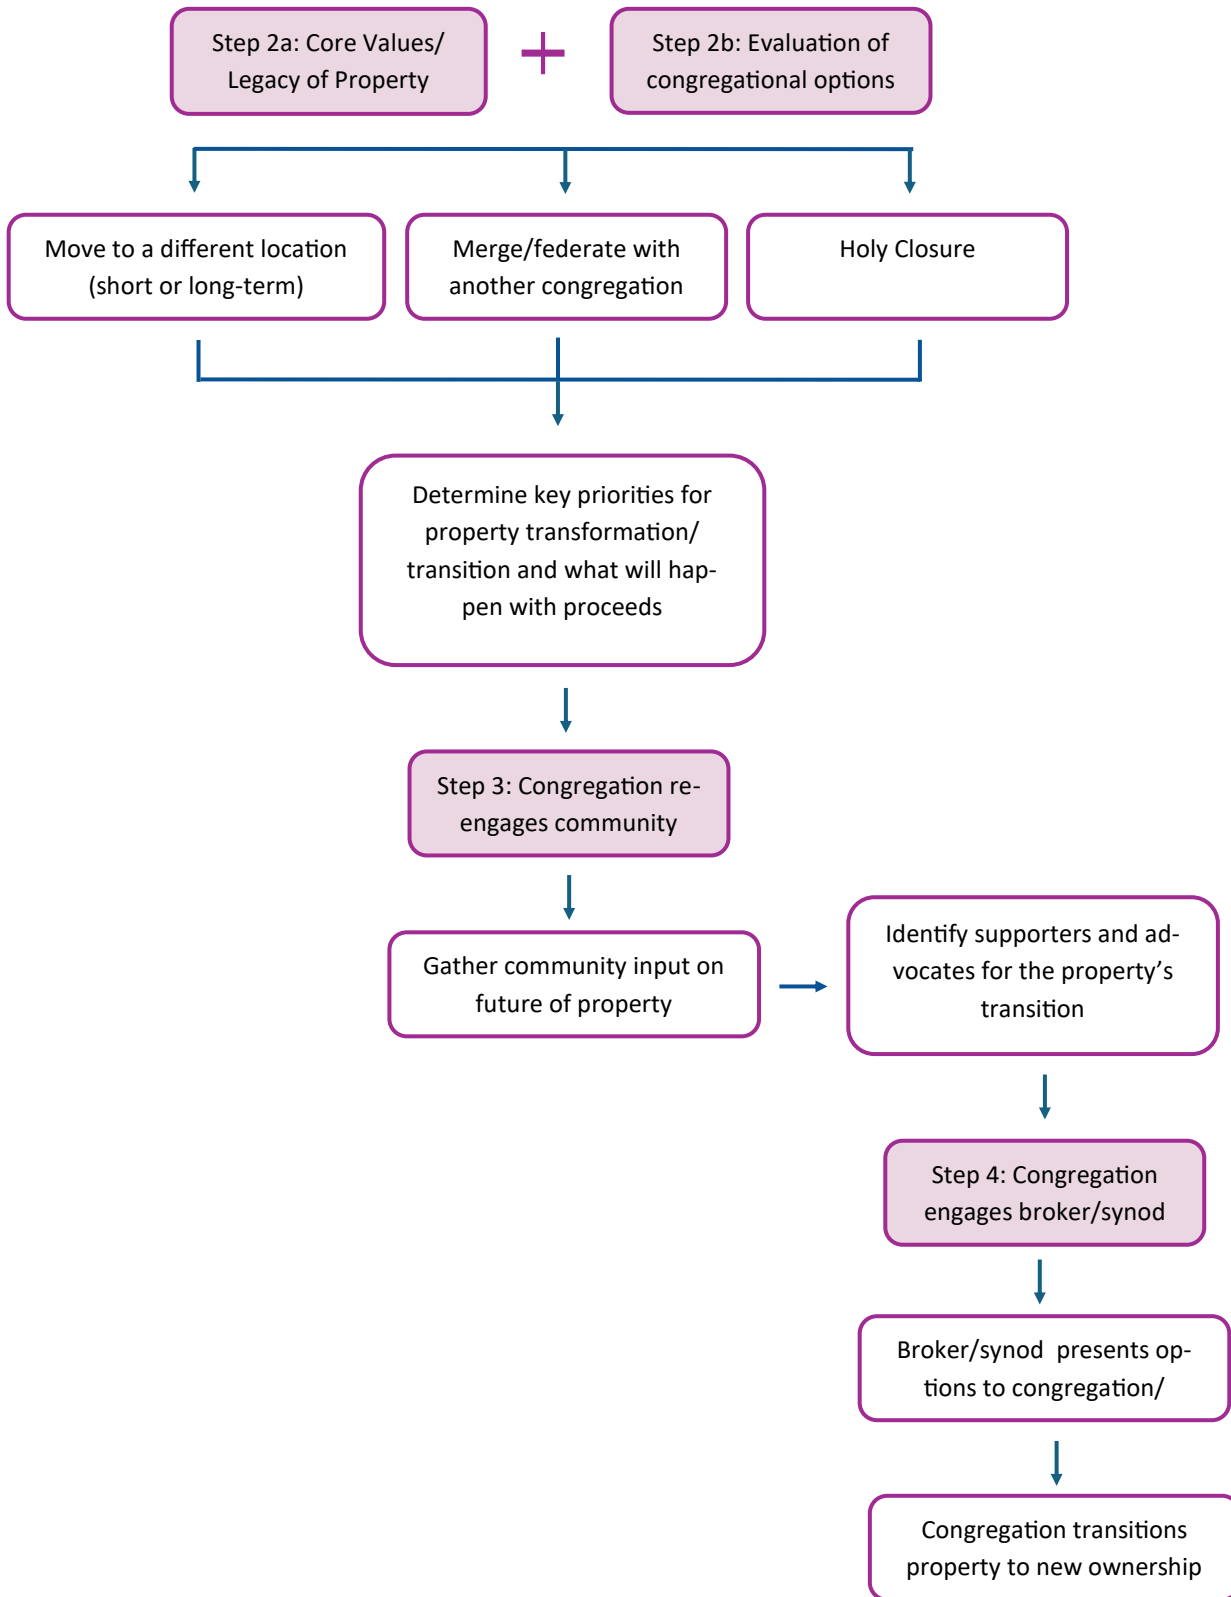 Step 2a: Core Values/
Legacy of Property
+
Step 2b: Evaluation of
congregational options
Move to a different location
(short or long-term)
Merge/federate with
another congregation
Holy Closure
Determine key priorities for
property transformation/
transition and what will hap-
pen with proceeds
Step 3: Congregation re-
engages community
Gather community input on
future of property
Identify supporters and ad-
vocates for the property’s
transition
Step 4: Congregation
engages broker/synod
Broker/synod  presents op-
tions to congregation/
Congregation transitions
property to new ownership